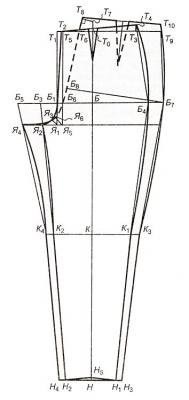 Т₈ Т₇ Т₄
Т₂ Т₁₀
Т₁ Т₅ Т₆ Т₀ Т₃ Т₉
Б₈
Б₅ Б₃ Б₁ Б₆ Б Б₄ Б₇
Я₃ Я₆
Я₄ Я₂ Я₁ Я₅
К₄ К₂ К К₁ К₃
Н₅
Н₄ Н₂ Н Н₁ Н₃